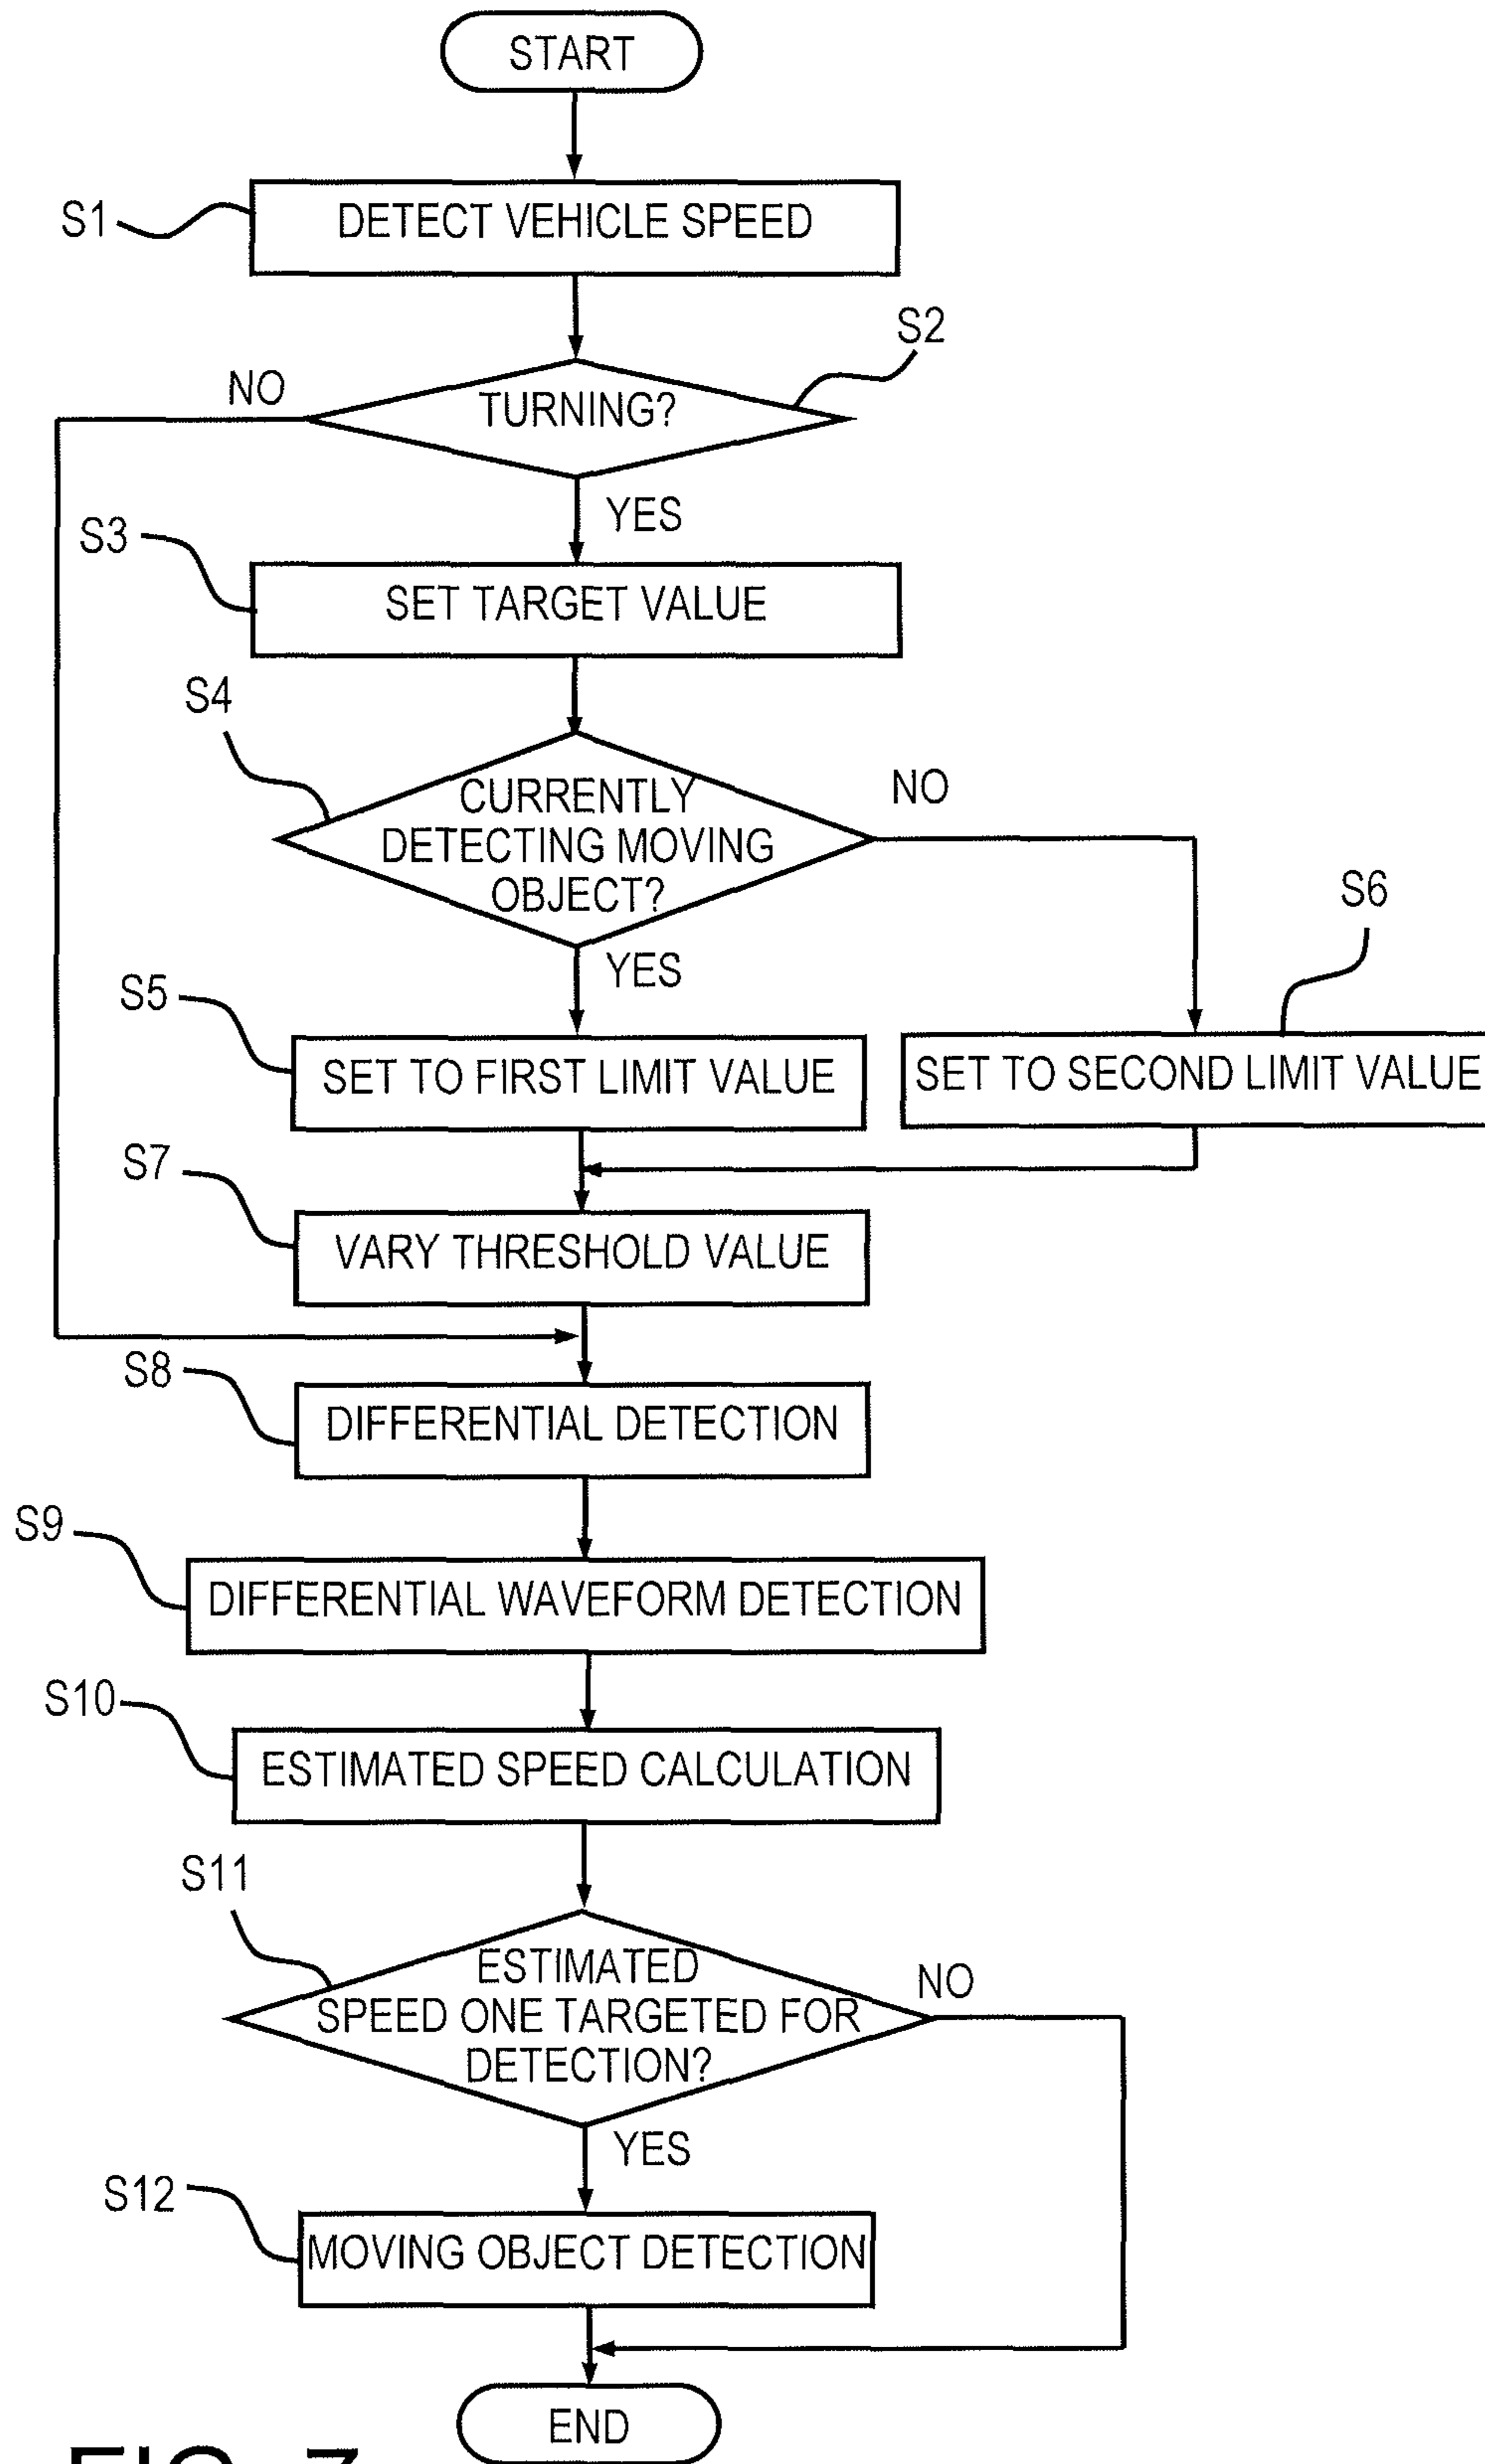 START
S1
DETECT VEHICLE SPEED
S2
NO
TURNING?
YES
S3
SET TARGET VALUE
S4
CURRENTLY
DETECTING MOVING
OBJECT?
NO
YES
S5
SET TO FIRST LIMIT VALUE
S6
SET TO SECOND LIMIT VALUE
S7
VARY THRESHOLD VALUE
S8
DIFFERENTIAL DETECTION
S9
DIFFERENTIAL WAVEFORM DETECTION
S10
ESTIMATED SPEED CALCULATION
S11
ESTIMATED
SPEED ONE TARGETED FOR
DETECTION?
NO
YES
S12
MOVING OBJECT DETECTION
END
FIG. 7